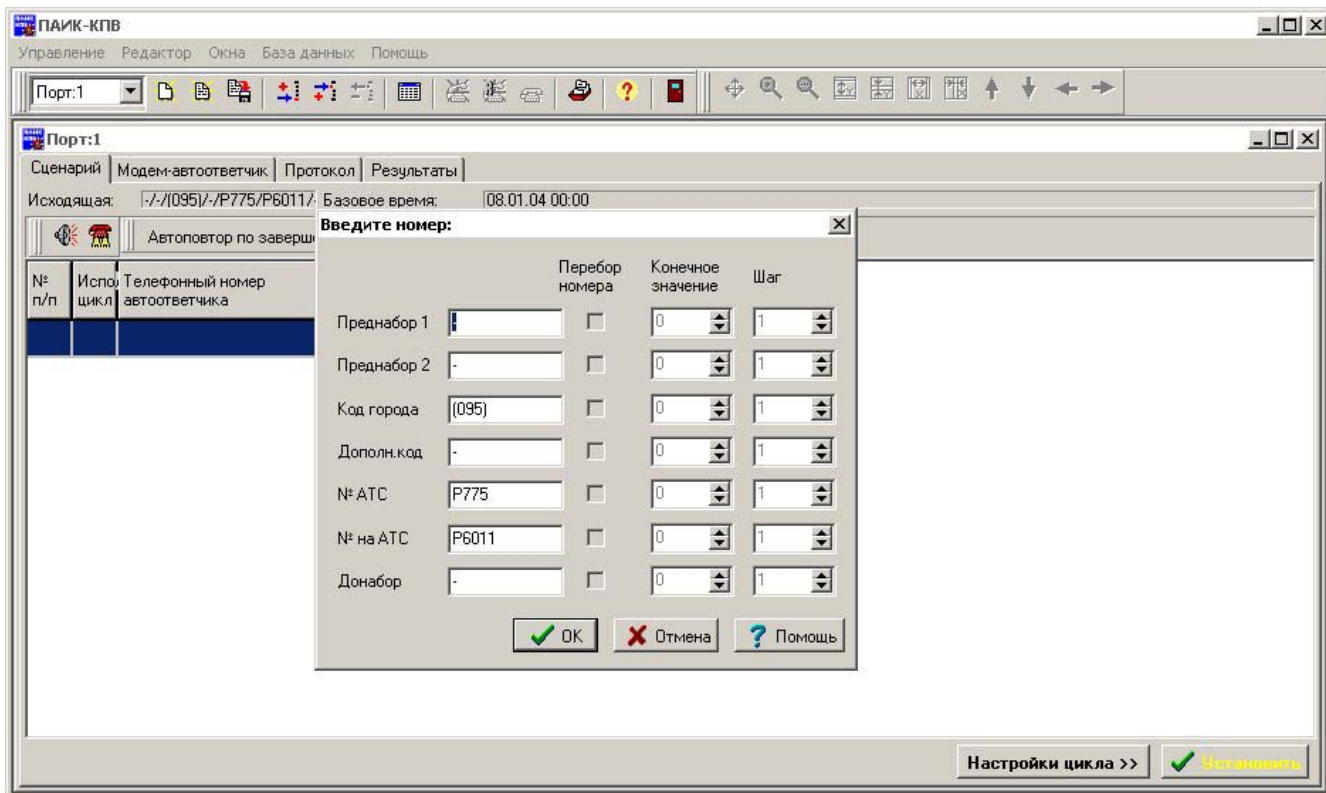 ПАИК-КПВ
Управление Редактор Окна База данных Помощь
Порт:1
Порт:1
Сценарий Модем-автоответчик Протокол Результаты
Исходящая: -/-/(095)/-/P775/P6011/- Базовое время: 08.01.04 00:00
Автоповтор по заверш
Введите номер:
№ п/п Испо цикл Телефонный номер автоответчика
Перебор номера Конечное значение Шаг
Преднабор 1 - 0 1
Преднабор 2 - 0 1
Код города (095) 0 1
Дополн.код - 0 1
№ АТС P775 0 1
№ на АТС P6011 0 1
Донабор - 0 1
OK Отмена Помощь
Настройки цикла >> Установить